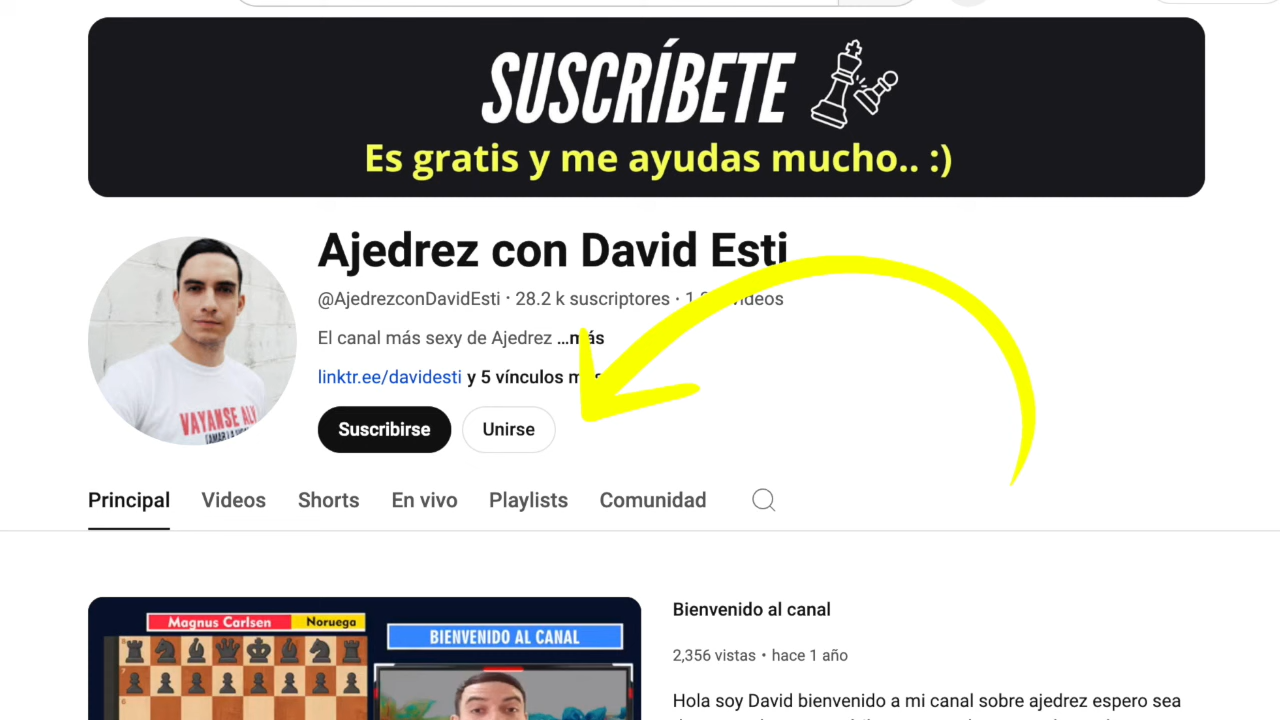 SUSCRÍBETE
Es gratis y me ayudas mucho.. :)
Ajedrez con David Esti
@AjedrezconDavidEsti · 28.2 k suscriptores ·
El canal más sexy de Ajedrez ...más
linktr.ee/davidesti y 5 vínculos más
Suscribirse Unirse
Principal Videos Shorts En vivo Playlists Comunidad
VAYANSE
Magnus Carlsen Noruega
BIENVENIDO AL CANAL
Bienvenido al canal
2,356 vistas • hace 1 año
Hola soy David bienvenido a mi canal sobre ajedrez espero sea